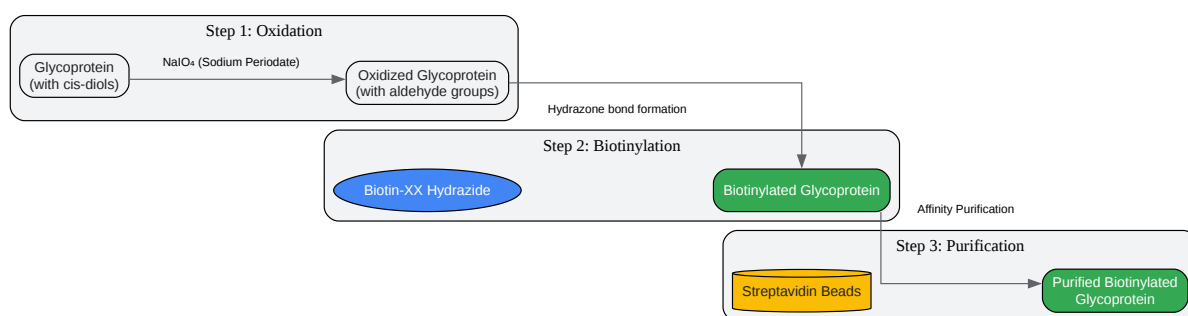 Step 1: Oxidation
Glycoprotein
(with cis-diols)
NaIO₄ (Sodium Periodate)
Oxidized Glycoprotein
(with aldehyde groups)
Hydrazone bond formation
Step 2: Biotinylation
Biotin-XX Hydrazide
Biotinylated Glycoprotein
Affinity Purification
Step 3: Purification
Streptavidin Beads
Purified Biotinylated
Glycoprotein